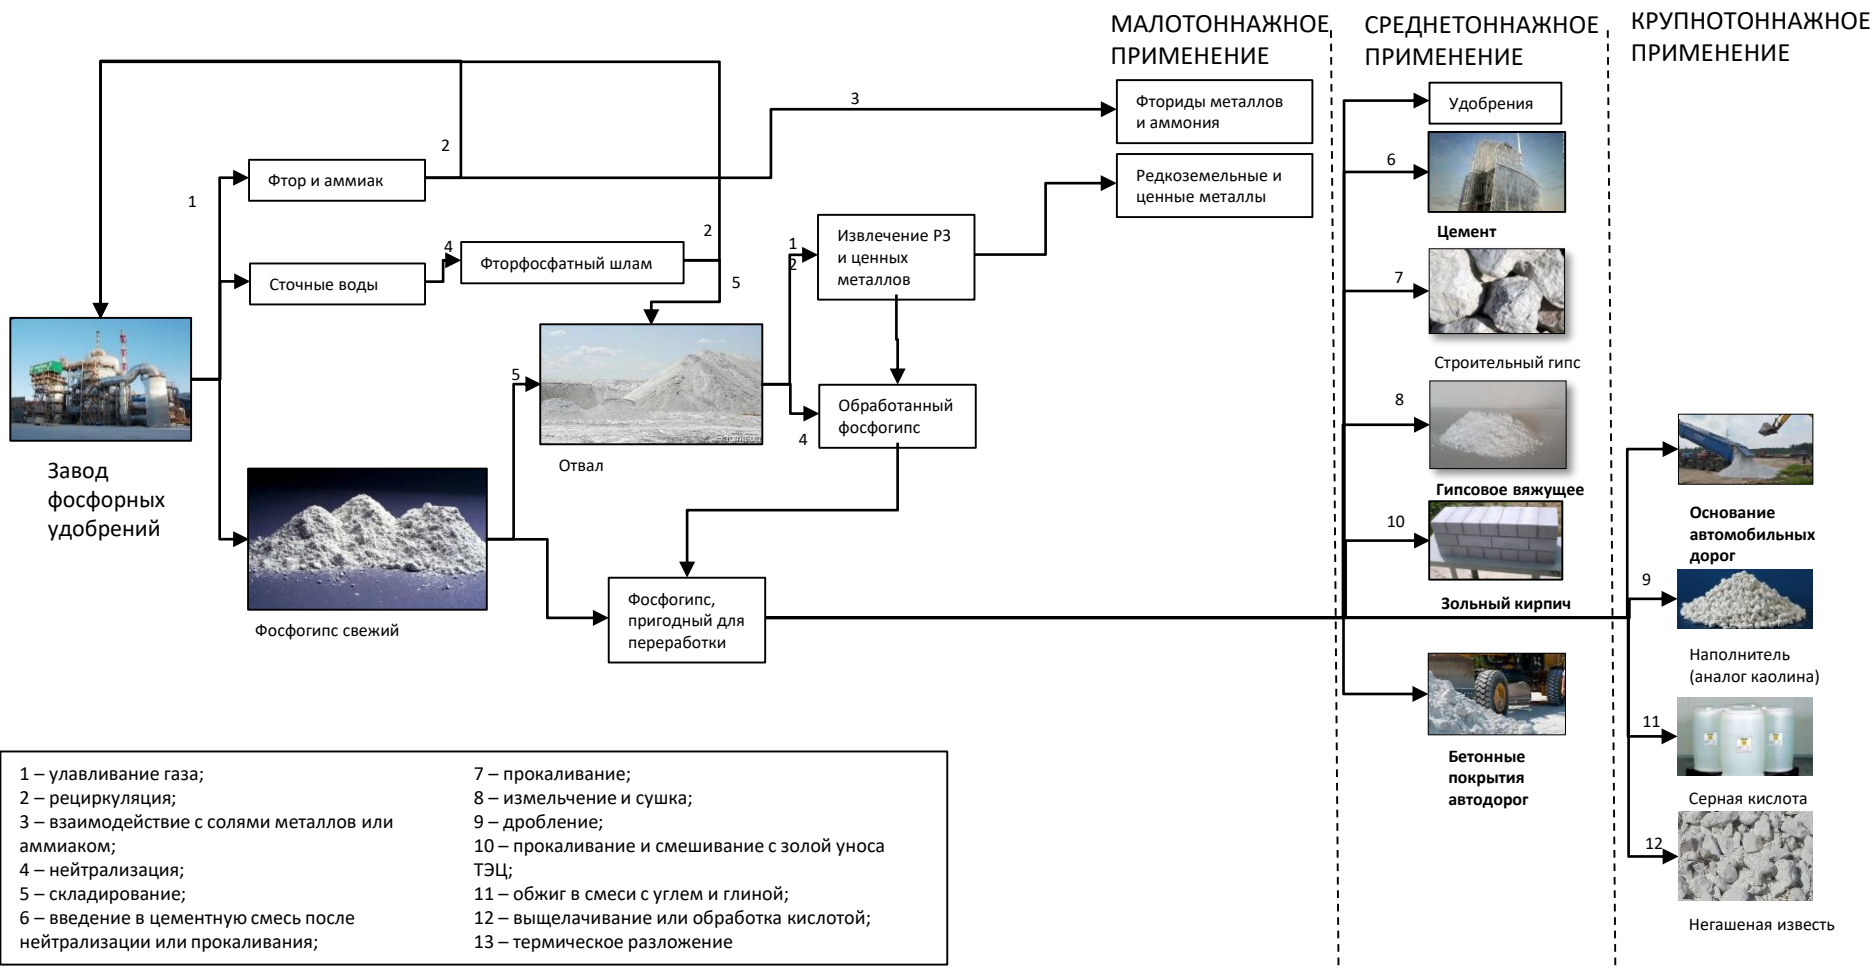 МАЛОТОННАЖНОЕ
ПРИМЕНЕНИЕ
СРЕДНЕТОННАЖНОЕ
ПРИМЕНЕНИЕ
КРУПНОТОННАЖНОЕ
ПРИМЕНЕНИЕ
3
Фториды металлов
и аммония
Удобрения
2
1
Фтор и аммиак
6
Цемент
Редкоземельные и
ценные металлы
2
4
Фторфосфатный шлам
Сточные воды
5
1
2
Извлечение РЗ
и ценных
металлов
7
Строительный гипс
5
Отвал
4
Обработанный
фосфогипс
8
Гипсовое вяжущее
Завод
фосфорных
удобрений
10
Зольный кирпич
Основание
автомобильных
дорог
Фосфогипс свежий
Фосфогипс,
пригодный для
переработки
9
Наполнитель
(аналог каолина)
Бетонные
покрытия
автодорог
11
Серная кислота
12
Негашеная известь
1 – улавливание газа;
2 – рециркуляция;
3 – взаимодействие с солями металлов или
аммиаком;
4 – нейтрализация;
5 – складирование;
6 – введение в цементную смесь после
нейтрализации или прокаливания;
7 – прокаливание;
8 – измельчение и сушка;
9 – дробление;
10 – прокаливание и смешивание с золой уноса
ТЭЦ;
11 – обжиг в смеси с углем и глиной;
12 – выщелачивание или обработка кислотой;
13 – термическое разложение